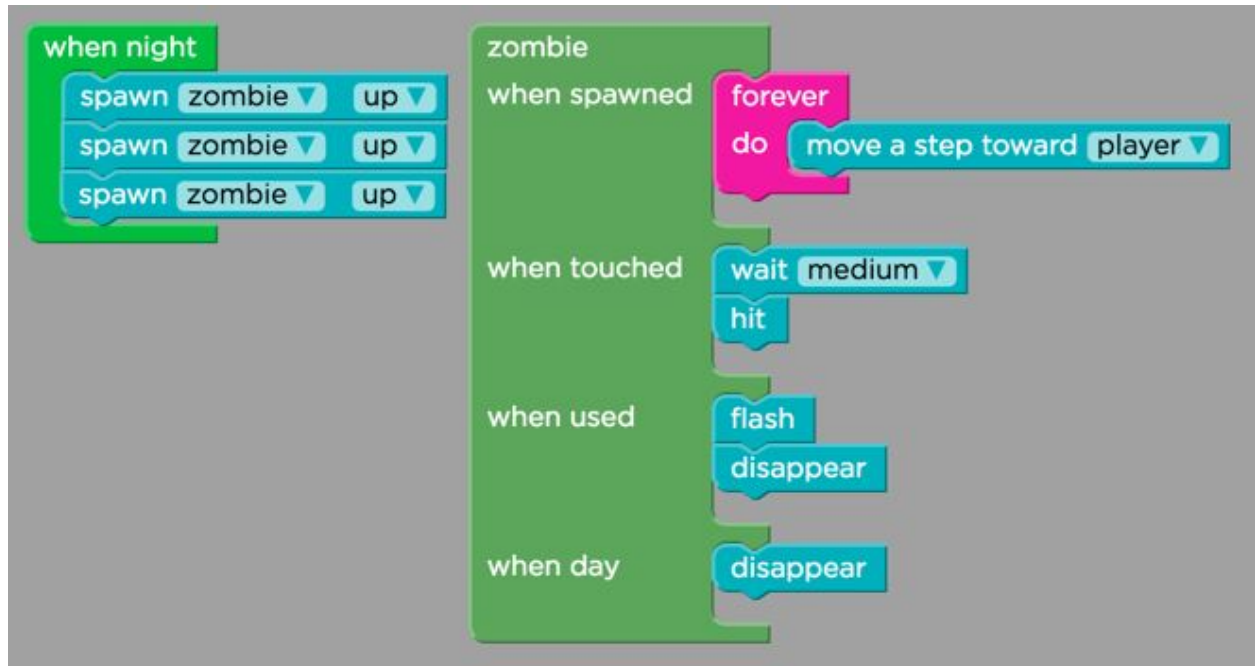 when night
spawn zombie up
spawn zombie up
spawn zombie up
zombie
when spawned forever
do move a step toward player
when touched wait medium
hit
when used flash
disappear
when day disappear